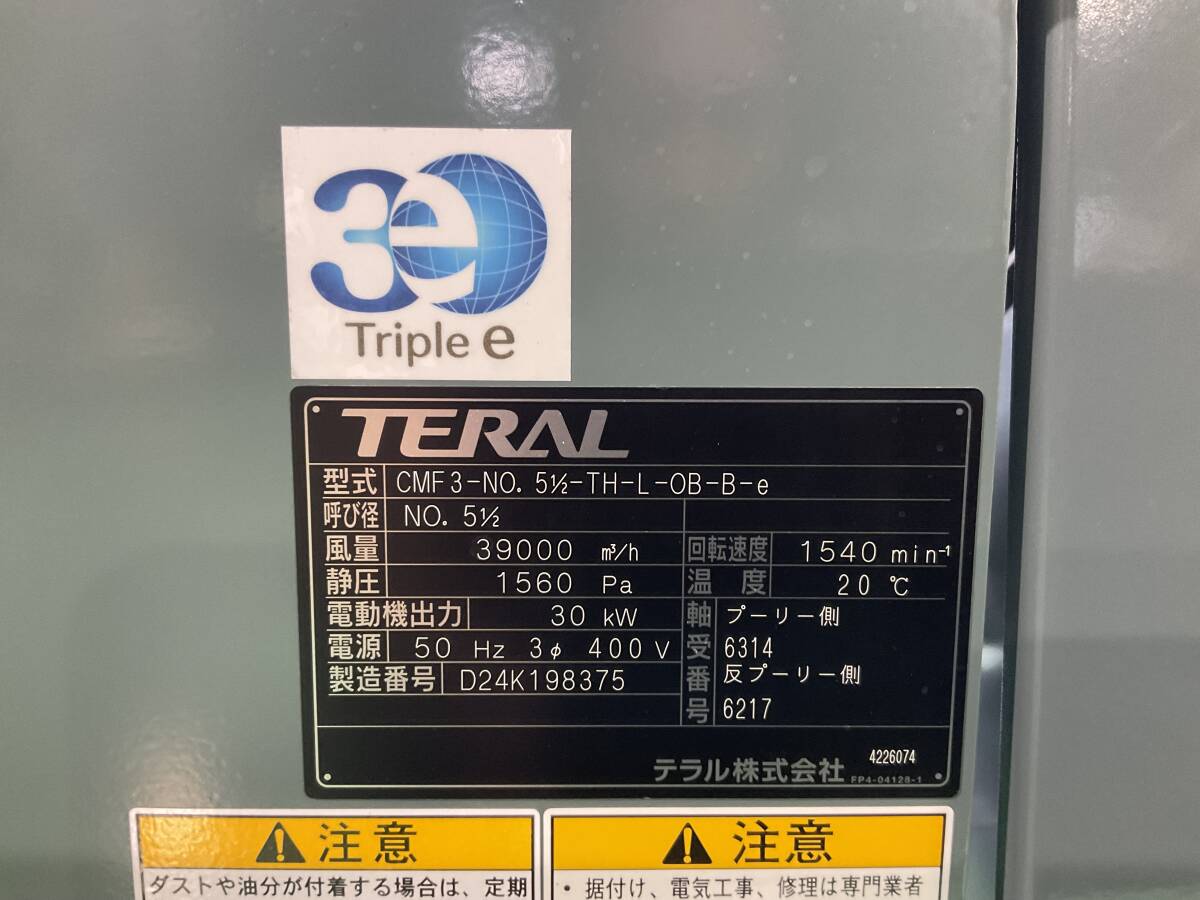 3e
Triple e
TERAL
型式 CMF3-NO. 5½-TH-L-OB-B-e
呼び径 NO. 5½
風量 39000 m³/h 回転速度 1540 min⁻¹
静圧 1560 Pa 温度 20 ℃
電動機出力 30 kW 軸受番号 プーリー側
電源 50 Hz 3φ 400 V 6314
製造番号 D24K198375 反プーリー側
6217
4226074
テラル株式会社 FP4-04128-1
注意
ダストや油分が付着する場合は、定期
注意
・据付け、電気工事、修理は専門業者